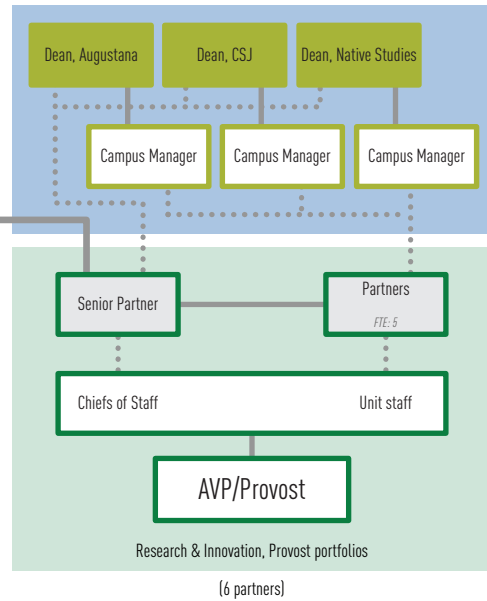 Dean, Augustana
Dean, CSJ
Dean, Native Studies
Campus Manager
Campus Manager
Campus Manager
Senior Partner
Partners
FTE: 5
Chiefs of Staff
Unit staff
AVP/Provost
Research & Innovation, Provost portfolios
(6 partners)